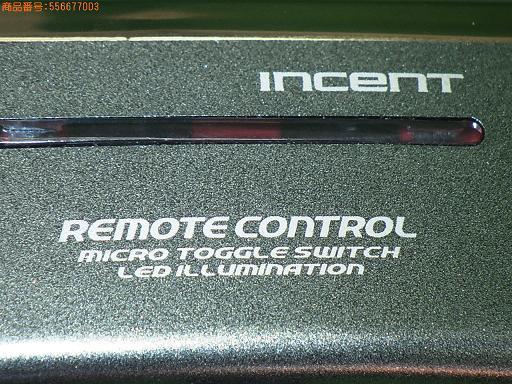 商品番号:556677003
INCENT
REMOTE CONTROL
MICRO TOGGLE SWITCH
LED ILLUMINATION